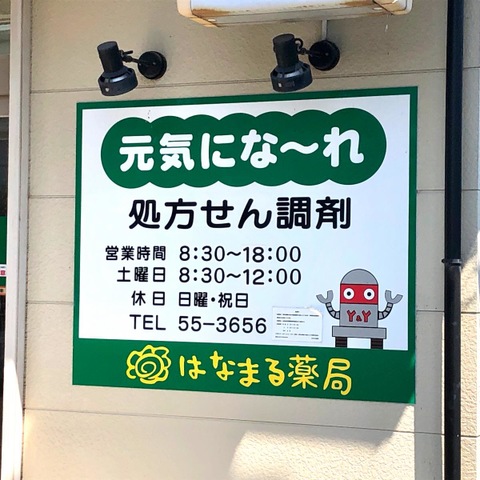 元気にな〜れ
処方せん調剤
営業時間 8:30〜18:00
土曜日 8:30〜12:00
休日 日曜・祝日
TEL 55-3656
Y&Y
はなまる薬局